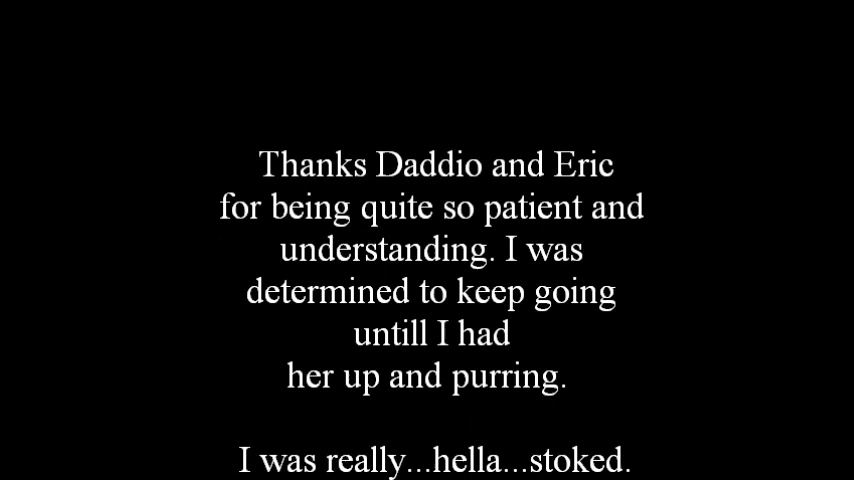 Thanks Daddio and Eric
for being quite so patient and
understanding. I was
determined to keep going
untill I had
her up and purring.
I was really...hella...stoked.